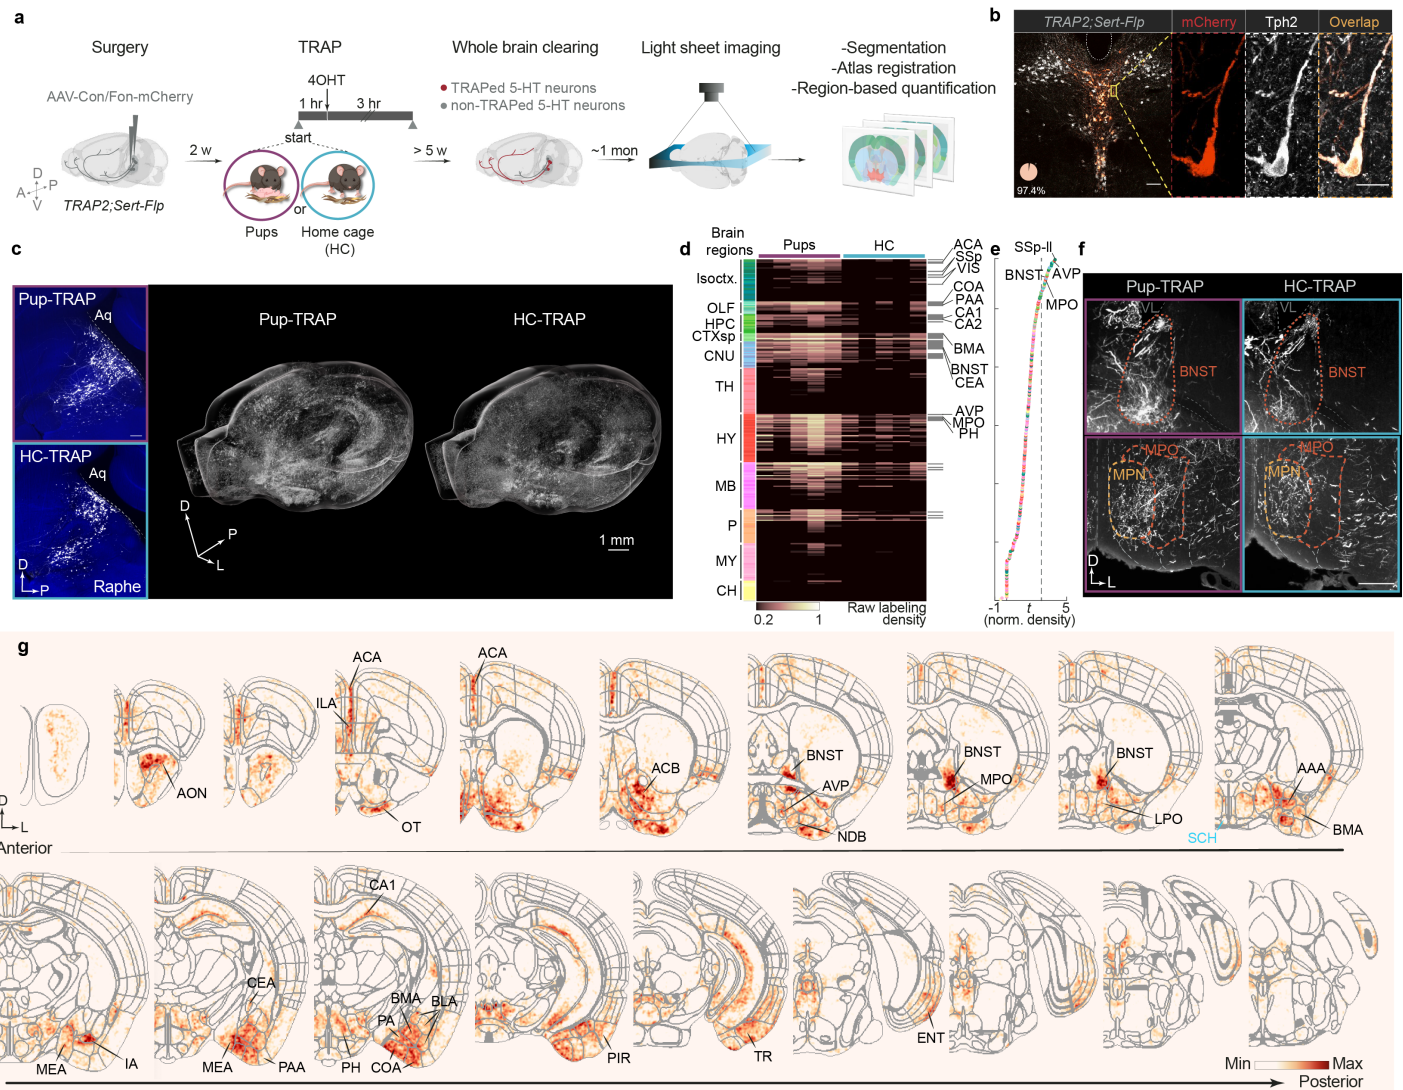 a
Surgery
TRAP
Whole brain clearing
Light sheet imaging
-Segmentation
-Atlas registration
-Region-based quantification
AAV-Con/Fon-mCherry
4OHT
1 hr
3 hr
start
TRAPed 5-HT neurons
non-TRAPed 5-HT neurons
D
A
P
V
TRAP2;Sert-Flp
2 w
> 5 w
~1 mon
or
Pups
Home cage
(HC)
b
TRAP2;Sert-Flp
mCherry
Tph2
Overlap
97.4%
c
Pup-TRAP
Aq
HC-TRAP
Aq
D
P
Raphe
Pup-TRAP
HC-TRAP
D
P
L
1 mm
d
Brain
regions
Pups
HC
Isoctx.
OLF
HPC
CTXsp
CNU
TH
HY
MB
P
MY
CH
ACA
SSp
VIS
COA
PAA
CA1
CA2
BMA
BNST
CEA
AVP
MPO
PH
0.2
1
Raw labeling
density
e
SSp-ll
BNST
AVP
MPO
-1
t
5
(norm. density)
f
Pup-TRAP
HC-TRAP
VL
BNST
VL
BNST
MPO
MPN
D
L
MPO
MPN
g
ACA
ILA
ACA
AON
OT
ACB
BNST
AVP
NDB
BNST
MPO
BNST
LPO
AAA
BMA
SCH
D
L
Anterior
MEA
IA
CEA
MEA
PAA
CA1
BMA
BLA
PA
PH
COA
PIR
TR
ENT
Min
Max
Posterior